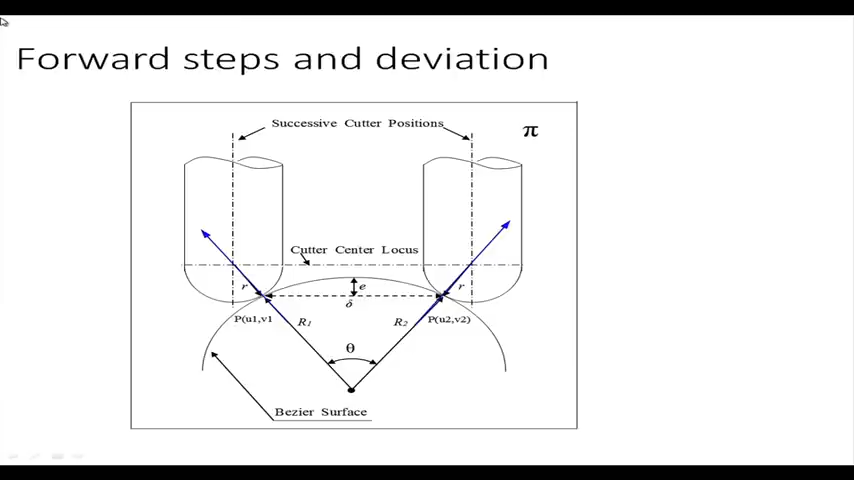 Forward steps and deviation
Successive Cutter Positions
π
Cutter Center Locus
r
e
r
δ
P(u1,v1
R1
R2
P(u2,v2)
θ
Bezier Surface